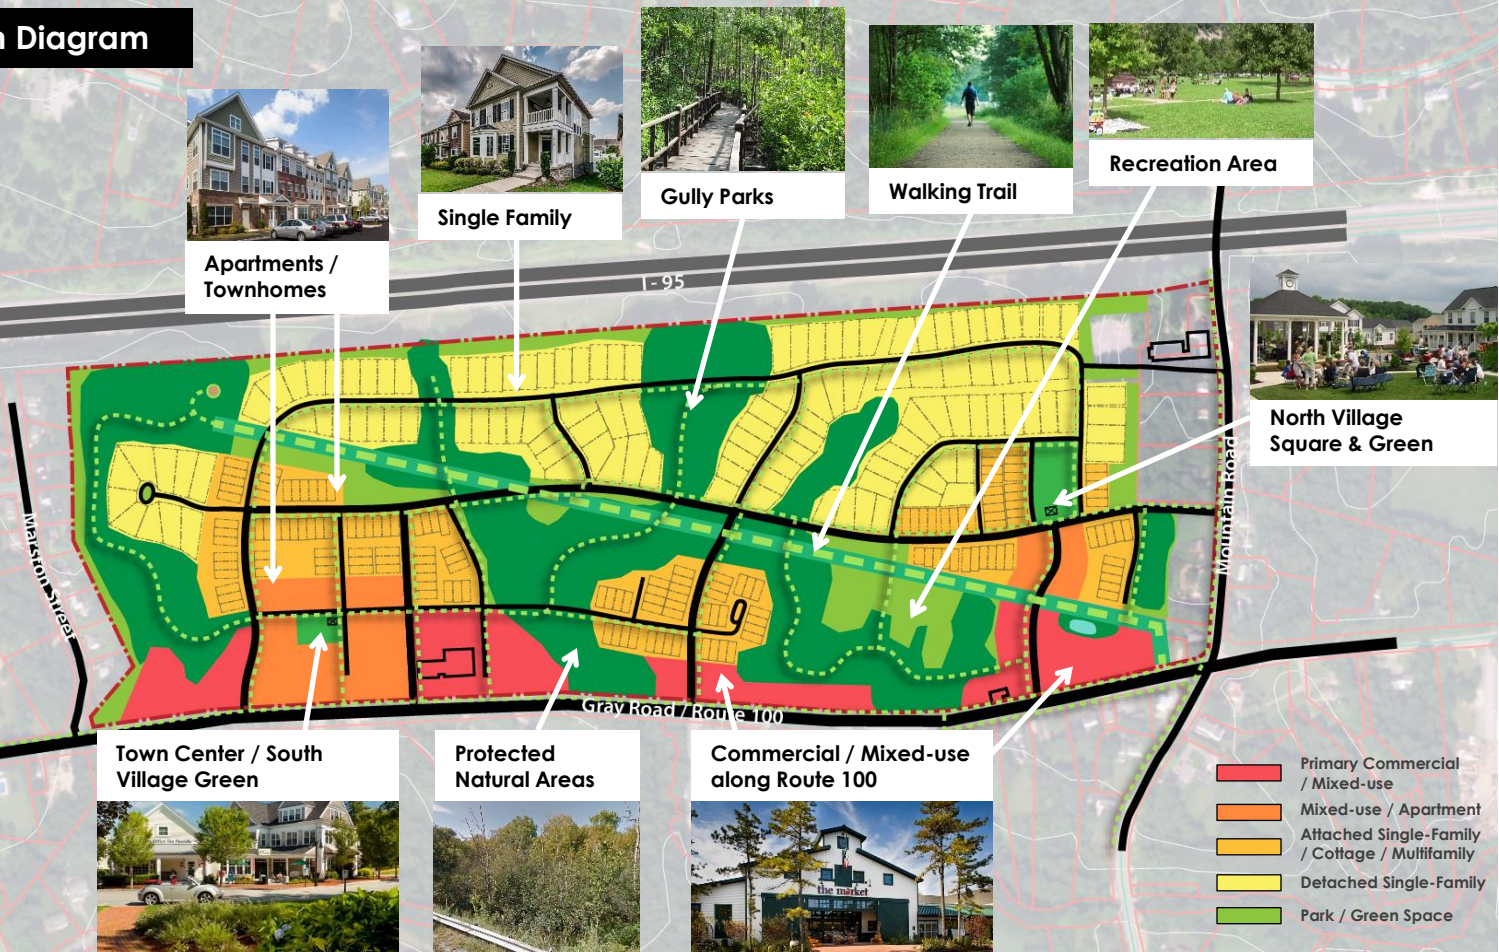 n Diagram
Apartments /
Townhomes
Single Family
Gully Parks
Walking Trail
Recreation Area
I-95
North Village
Square & Green
Marston Street
Mountain Road
Gray Road / Route 100
Town Center / South
Village Green
Protected
Natural Areas
Commercial / Mixed-use
along Route 100
the market
Primary Commercial
/ Mixed-use
Mixed-use / Apartment
Attached Single-Family
/ Cottage / Multifamily
Detached Single-Family
Park / Green Space